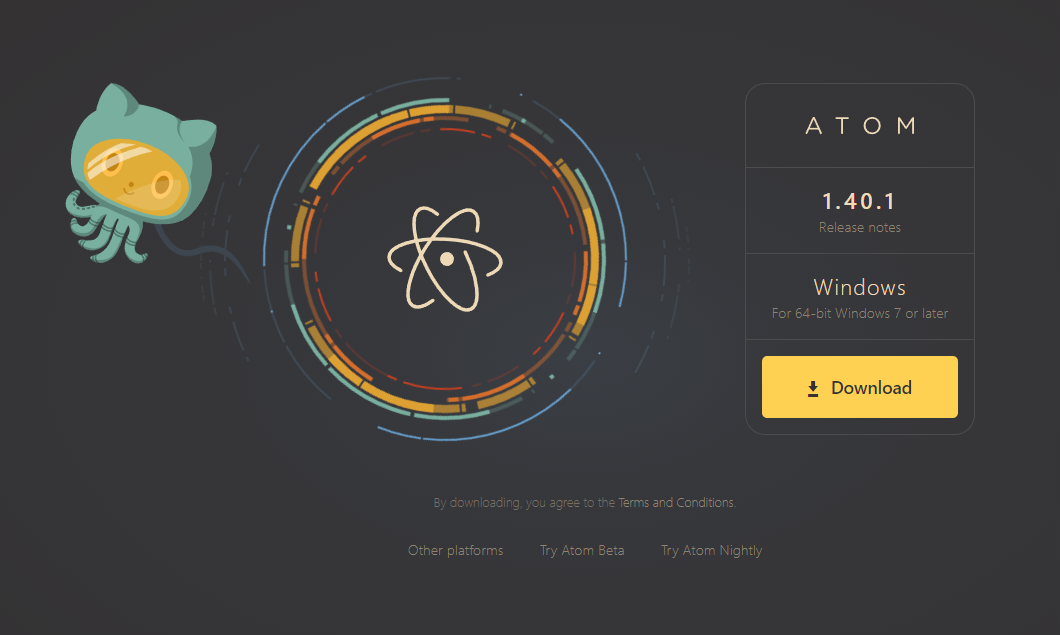 ATOM
1.40.1
Release notes
Windows
For 64-bit Windows 7 or later
Download
By downloading, you agree to the Terms and Conditions.
Other platforms Try Atom Beta Try Atom Nightly